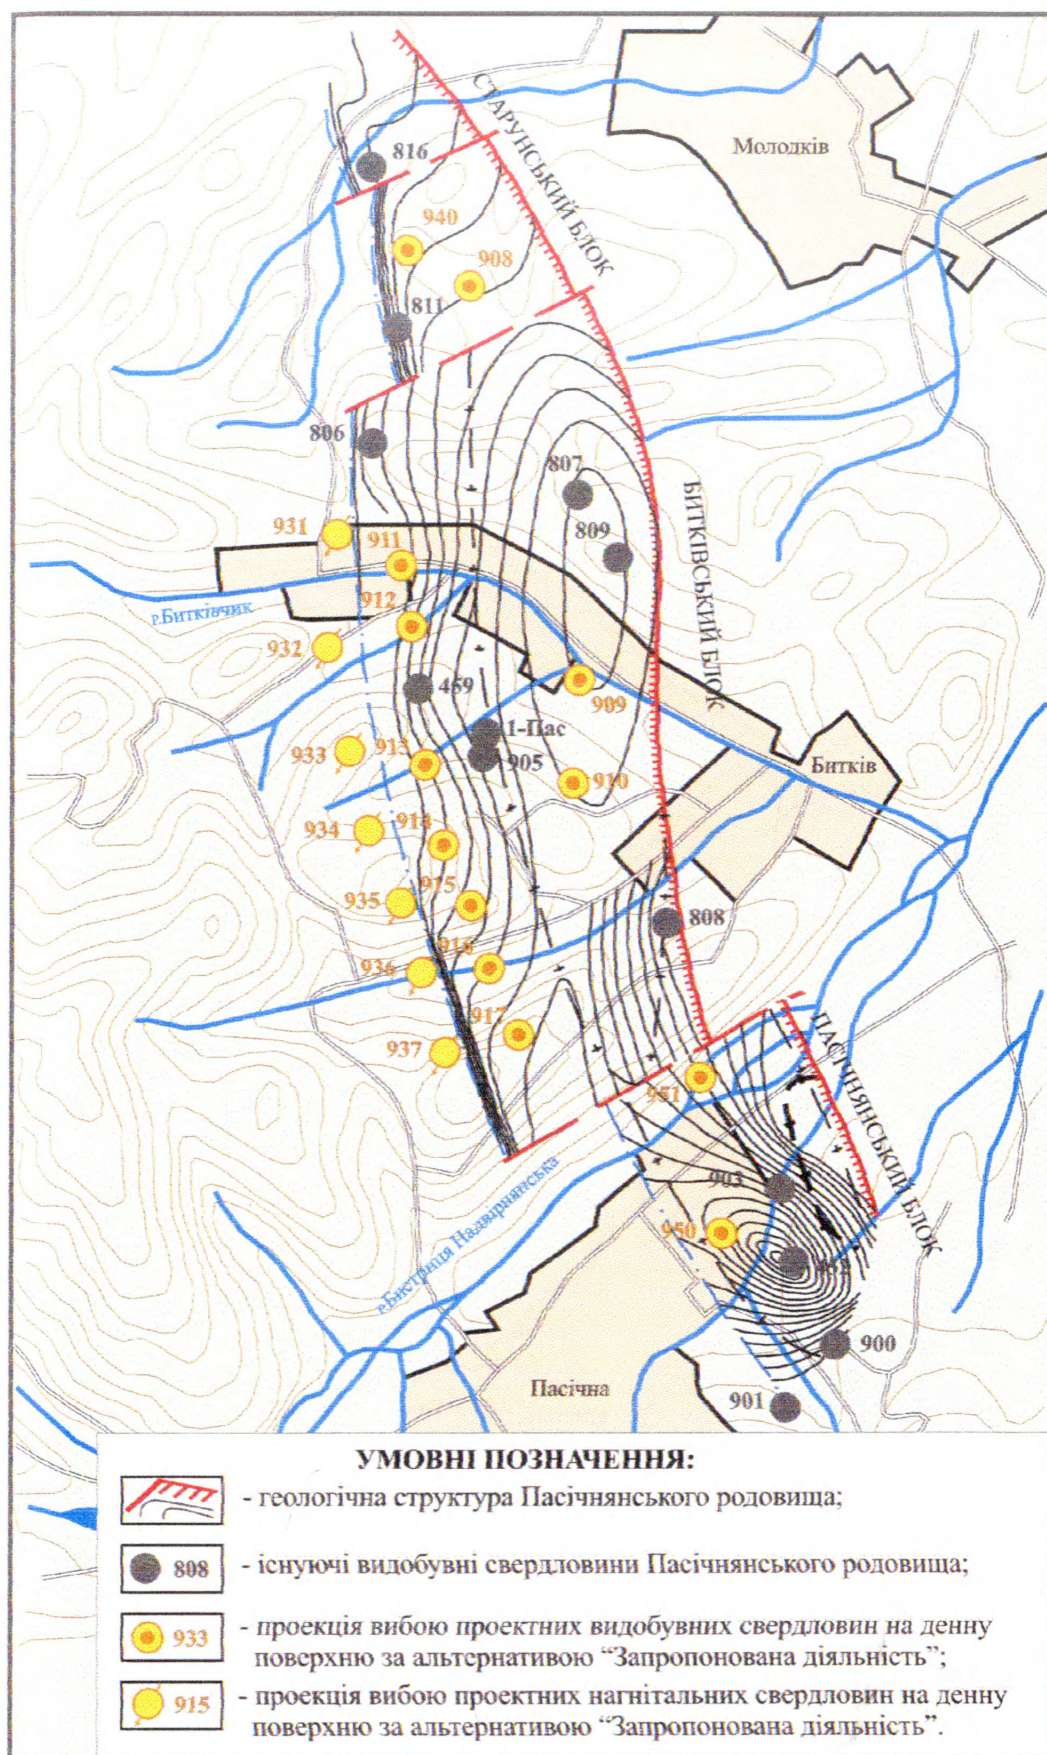 СТАРУНСЬКИЙ БЛОК
Молодків
816
940
908
811
806
807
809
БИТКІВСЬКИЙ БЛОК
931
911
р.Битківчик
912
932
459
909
933
913
1-Пас
905
910
Битків
934
914
935
915
808
936
916
937
917
951
ПАСІЧНЯНСЬКИЙ БЛОК
903
950
р.Бистриця Надвірнянська
900
Пасічна
901
УМОВНІ ПОЗНАЧЕННЯ:
- геологічна структура Пасічнянського родовища;
808 - існуючі видобувні свердловини Пасічнянського родовища;
933 - проекція вибою проектних видобувних свердловин на денну
поверхню за альтернативою “Запропонована діяльність”;
915 - проекція вибою проектних нагнітальних свердловин на денну
поверхню за альтернативою “Запропонована діяльність”.